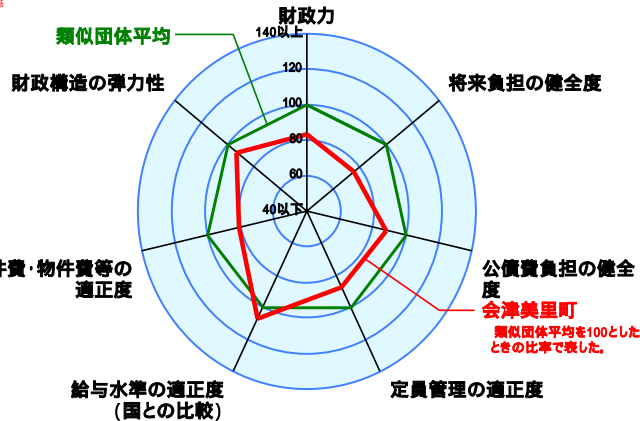 財政力
140以上
類似団体平均
120
財政構造の弾力性
将来負担の健全度
100
80
60
40以下
件費・物件費等の
適正度
公債費負担の健全
度
会津美里町
類似団体平均を100とした
ときの比率で表した。
給与水準の適正度
(国との比較)
定員管理の適正度